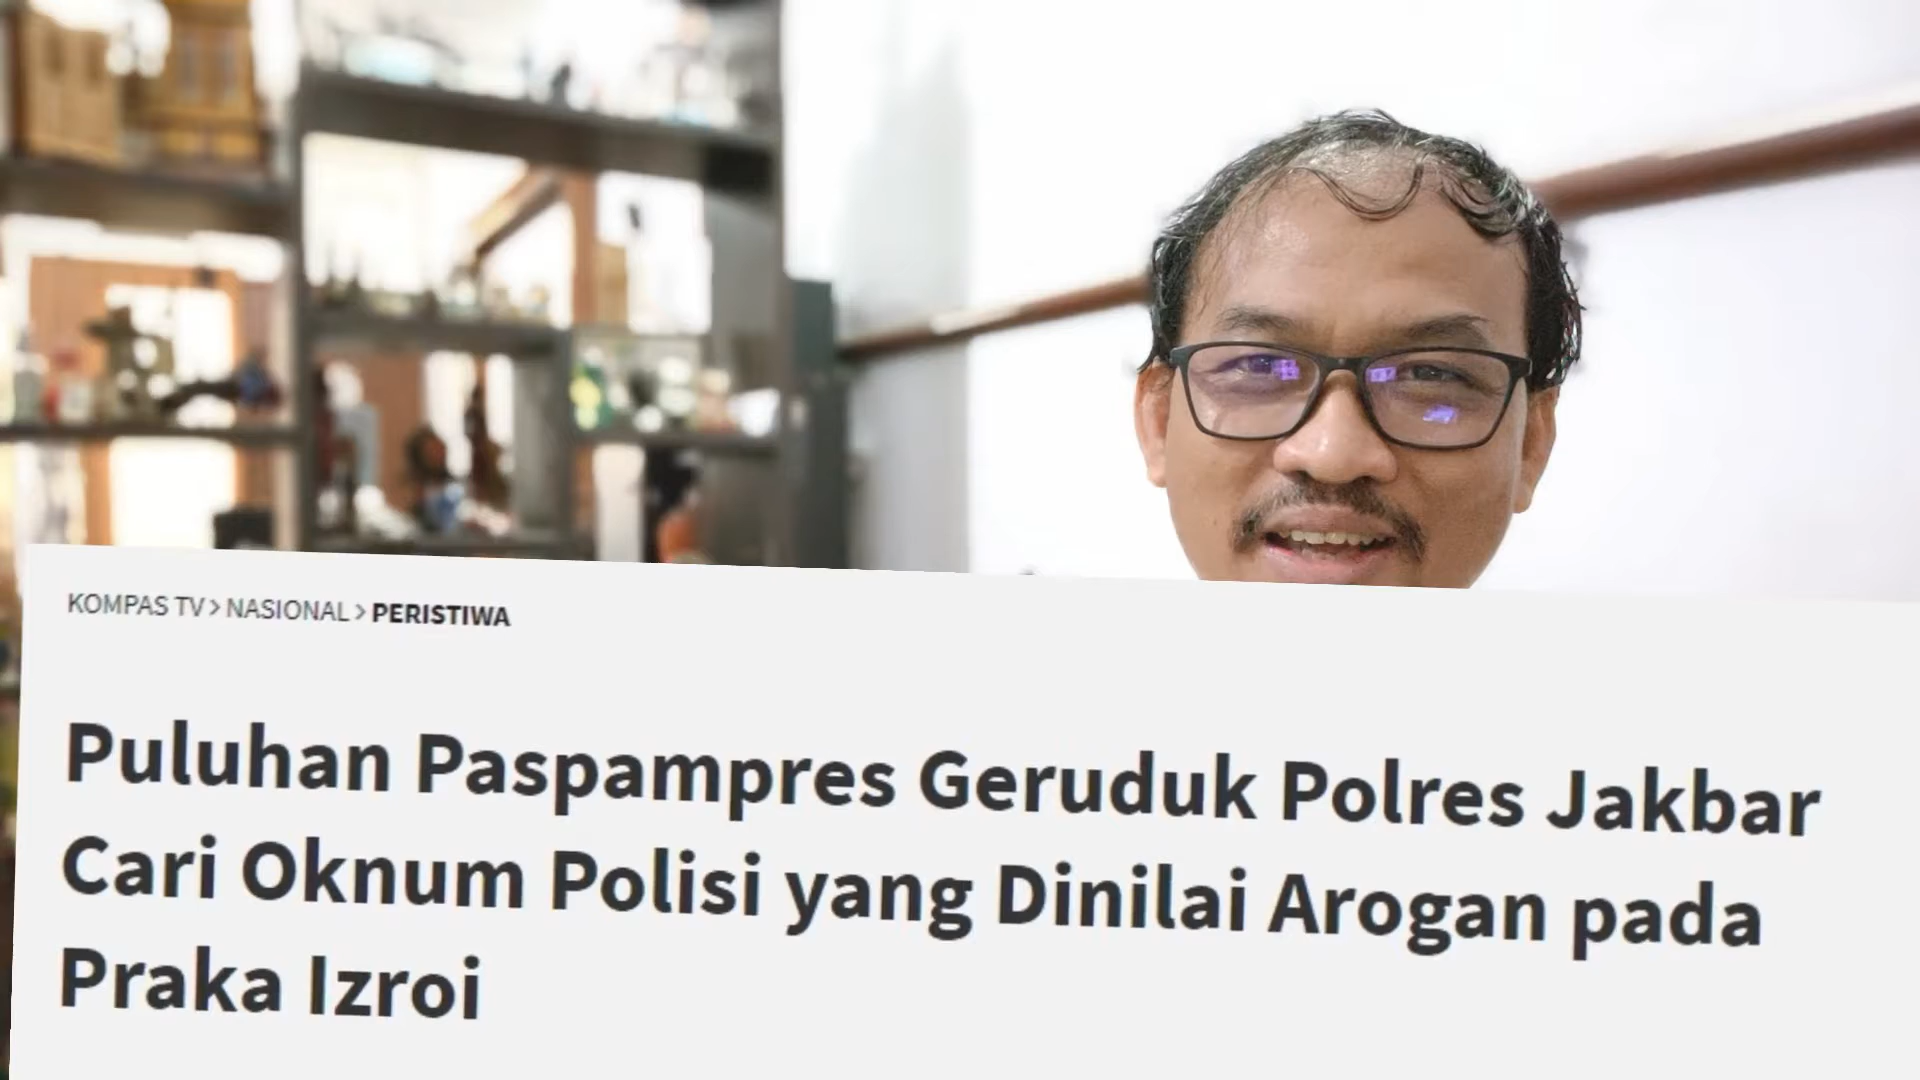 KOMPAS TV > NASIONAL > PERISTIWA
Puluhan Paspampres Geruduk Polres Jakbar
Cari Oknum Polisi yang Dinilai Arogan pada
Praka Izroi